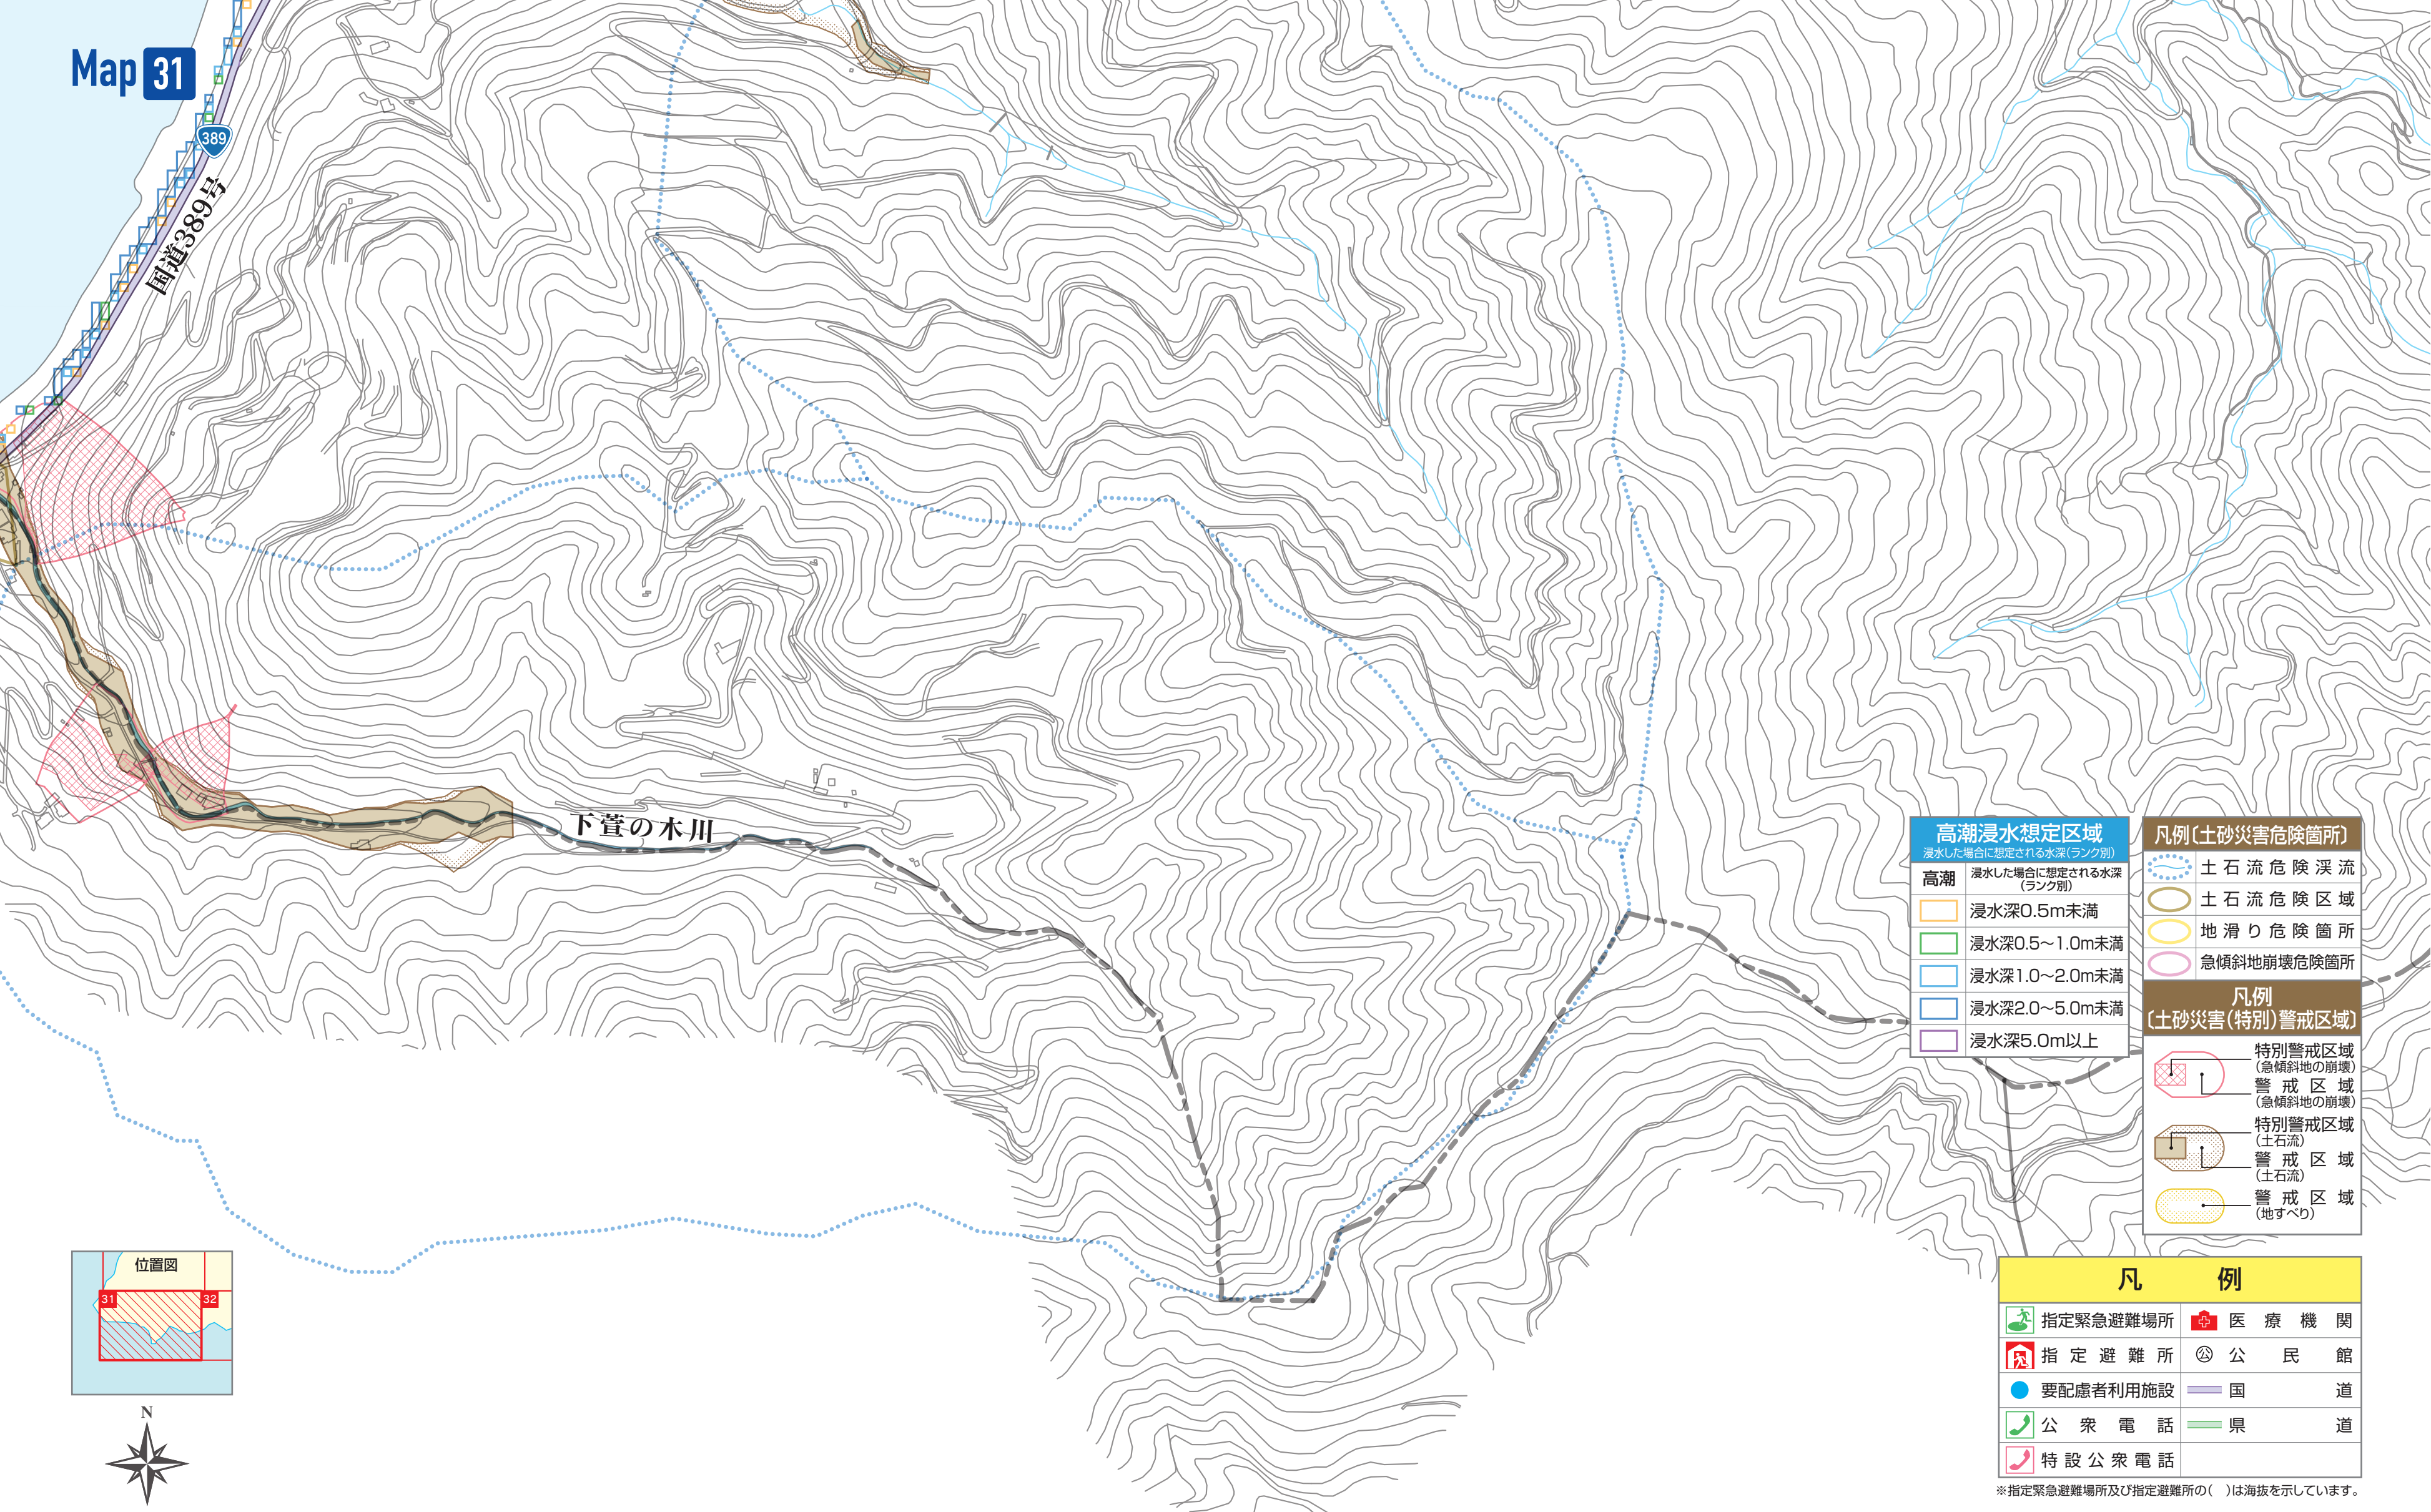 Map 31
389
国道389号
下萱の木川
高潮浸水想定区域
浸水した場合に想定される水深(ランク別)
高潮
浸水した場合に想定される水深
(ランク別)
浸水深0.5m未満
浸水深0.5〜1.0m未満
浸水深1.0〜2.0m未満
浸水深2.0〜5.0m未満
浸水深5.0m以上
凡例〔土砂災害危険箇所〕
土石流危険渓流
土石流危険区域
地滑り危険箇所
急傾斜地崩壊危険箇所
凡例
〔土砂災害(特別)警戒区域〕
特別警戒区域
(急傾斜地の崩壊)
警戒区域
(急傾斜地の崩壊)
特別警戒区域
(土石流)
警戒区域
(土石流)
警戒区域
(地すべり)
位置図
31
32
N
凡例
指定緊急避難場所
医療機関
指定避難所
公 公民館
要配慮者利用施設
国道
公衆電話
県道
特設公衆電話
※指定緊急避難場所及び指定避難所の(　)は海抜を示しています。